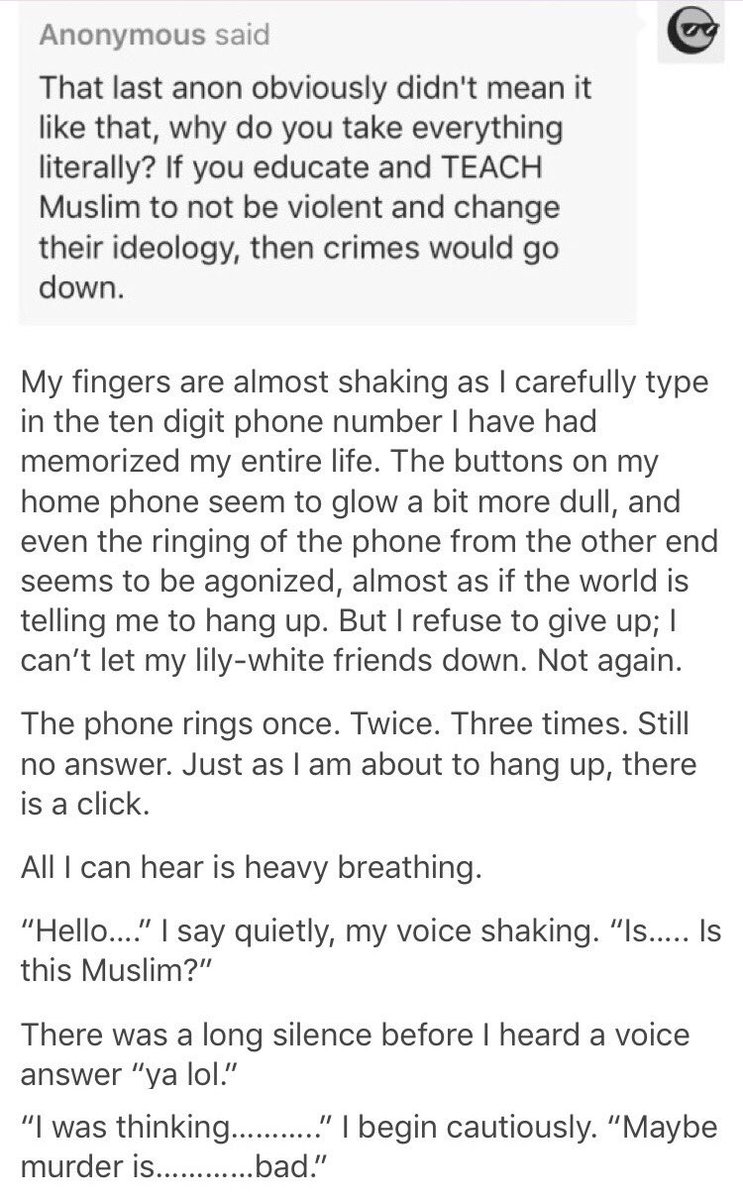 Anonymous said
That last anon obviously didn't mean it
like that, why do you take everything
literally? If you educate and TEACH
Muslim to not be violent and change
their ideology, then crimes would go
down.
My fingers are almost shaking as I carefully type
in the ten digit phone number I have had
memorized my entire life. The buttons on my
home phone seem to glow a bit more dull, and
even the ringing of the phone from the other end
seems to be agonized, almost as if the world is
telling me to hang up. But I refuse to give up; I
can’t let my lily-white friends down. Not again.
The phone rings once. Twice. Three times. Still
no answer. Just as I am about to hang up, there
is a click.
All I can hear is heavy breathing.
“Hello....” I say quietly, my voice shaking. “Is..... Is
this Muslim?”
There was a long silence before I heard a voice
answer “ya lol.”
“I was thinking...........” I begin cautiously. “Maybe
murder is............bad.”